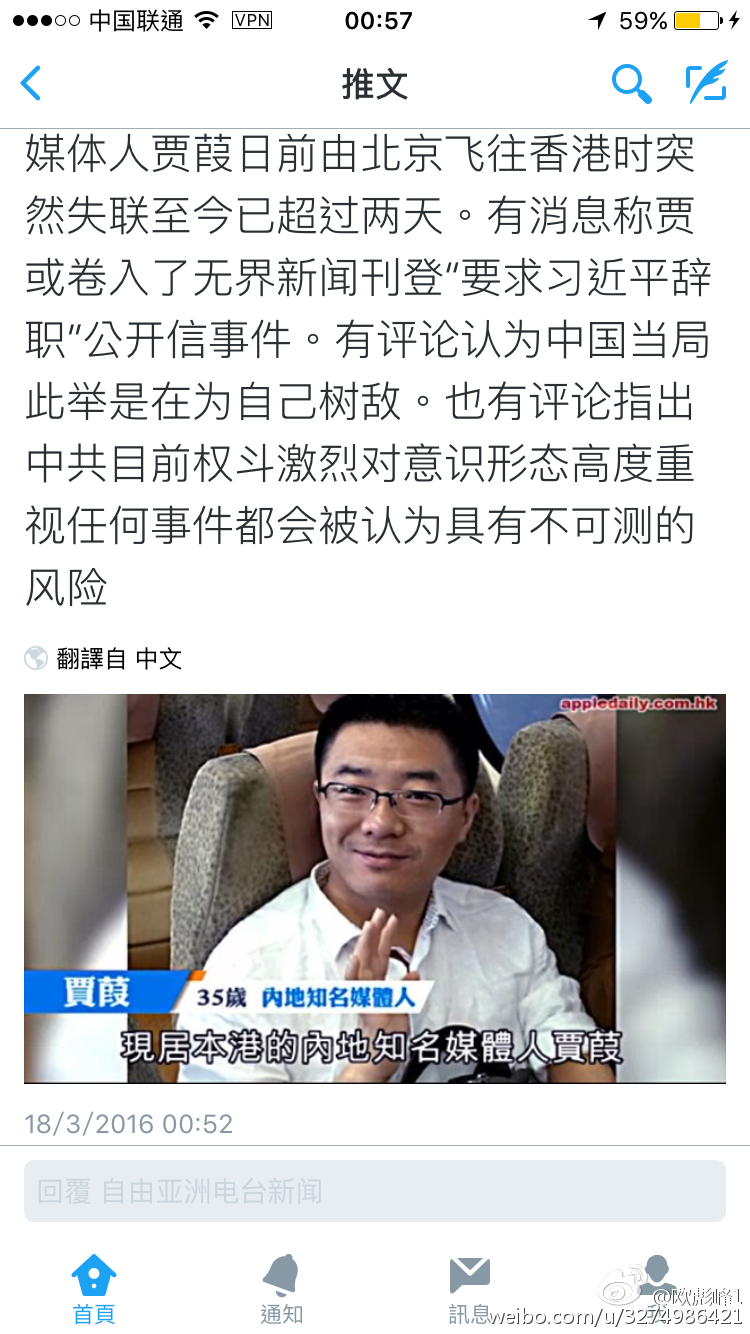 中国联通 VPN 00:57 59%
推文
媒体人贾葭日前由北京飞往香港时突
然失联至今已超过两天。有消息称贾
或卷入了无界新闻刊登“要求习近平辞
职”公开信事件。有评论认为中国当局
此举是在为自己树敌。也有评论指出
中共目前权斗激烈对意识形态高度重
视任何事件都会被认为具有不可测的
风险
翻譯自 中文
appledaily.com.hk
賈葭 35歲 內地知名媒體人
現居本港的內地知名媒體人賈葭
18/3/2016 00:52
回覆 自由亚洲电台新闻
首頁 通知 訊息 我
weibo.com/u/3274986421